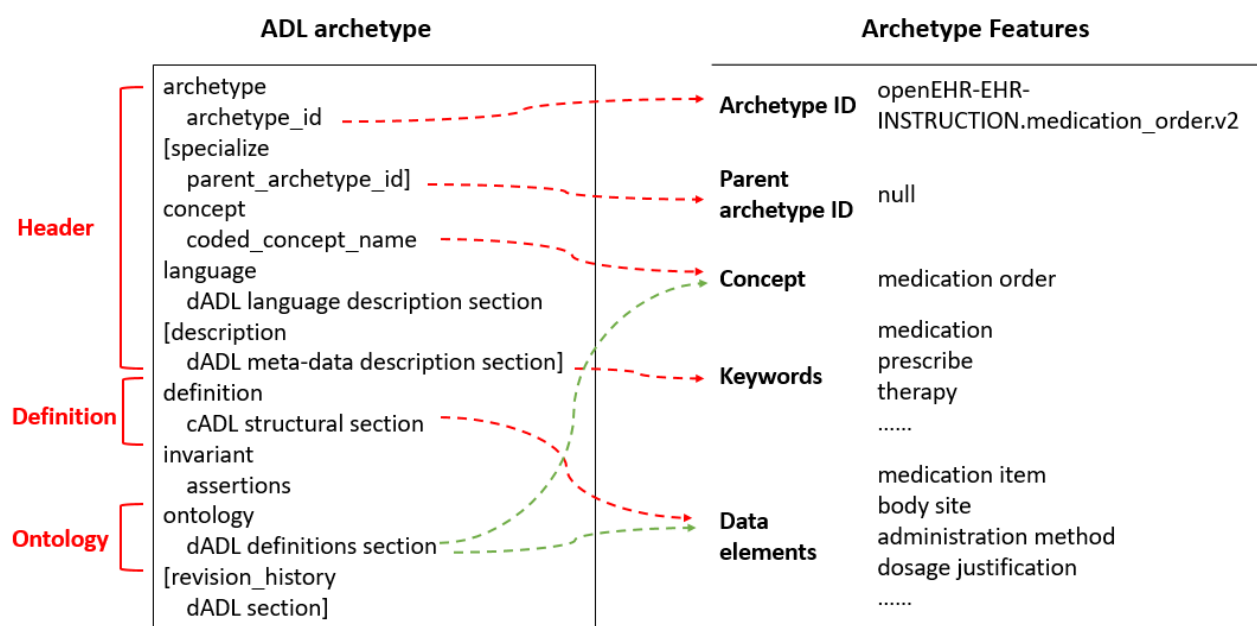 ADL archetype
Archetype Features
Header
Definition
Ontology
archetype
archetype_id
[specialize
parent_archetype_id]
concept
coded_concept_name
language
dADL language description section
[description
dADL meta-data description section]
definition
cADL structural section
invariant
assertions
ontology
dADL definitions section
[revision_history
dADL section]
Archetype ID
openEHR-EHR-
INSTRUCTION.medication_order.v2
Parent
archetype ID
null
Concept
medication order
Keywords
medication
prescribe
therapy
......
Data
elements
medication item
body site
administration method
dosage justification
......